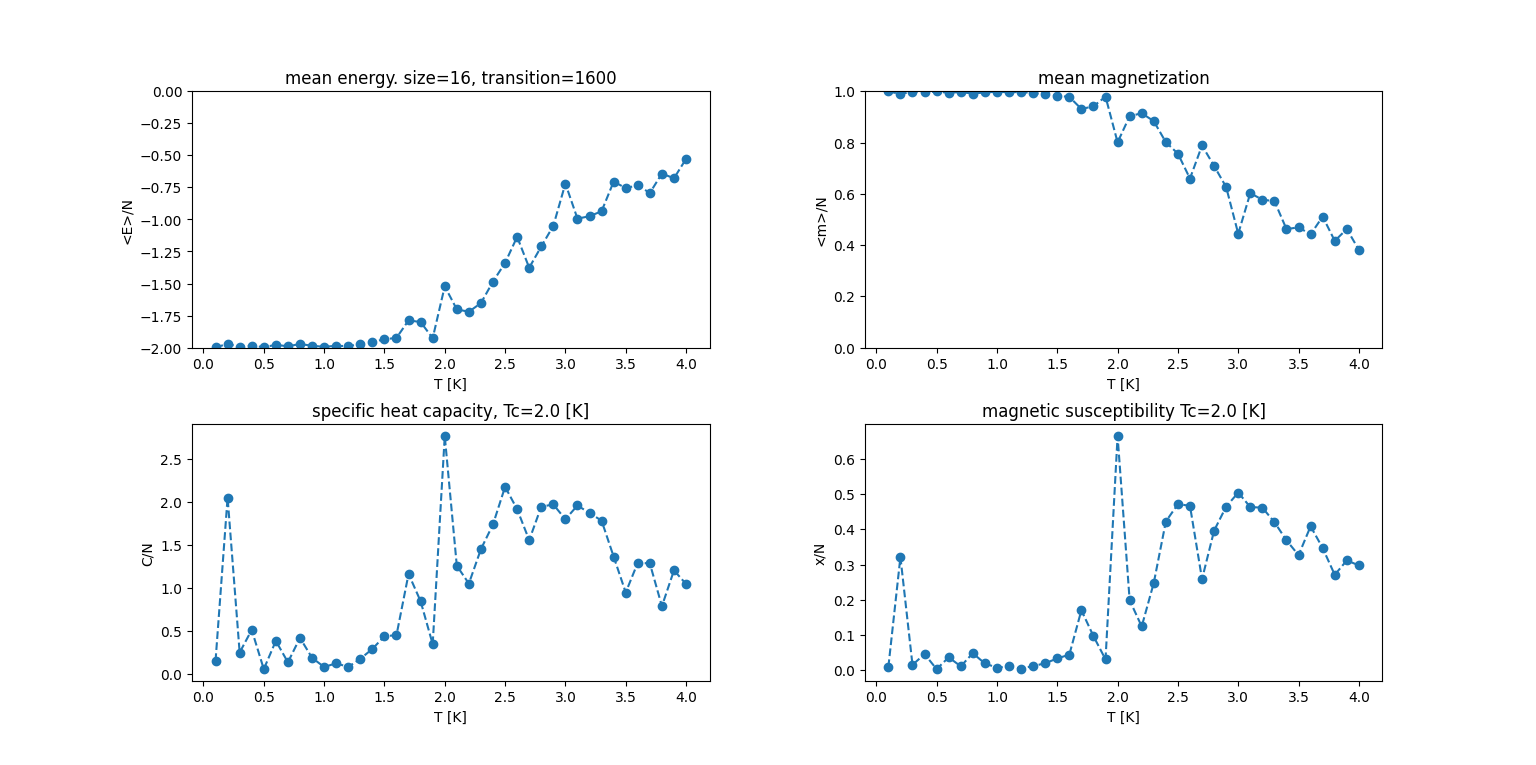 mean energy. size=16, transition=1600
0.00
−0.25
−0.50
−0.75
−1.00
−1.25
−1.50
−1.75
−2.00
<E>/N
0.0 0.5 1.0 1.5 2.0 2.5 3.0 3.5 4.0
T [K]
mean magnetization
1.0
0.8
0.6
0.4
0.2
0.0
<m>/N
0.0 0.5 1.0 1.5 2.0 2.5 3.0 3.5 4.0
T [K]
specific heat capacity, Tc=2.0 [K]
2.5
2.0
1.5
1.0
0.5
0.0
C/N
0.0 0.5 1.0 1.5 2.0 2.5 3.0 3.5 4.0
T [K]
magnetic susceptibility Tc=2.0 [K]
0.6
0.5
0.4
0.3
0.2
0.1
0.0
x/N
0.0 0.5 1.0 1.5 2.0 2.5 3.0 3.5 4.0
T [K]